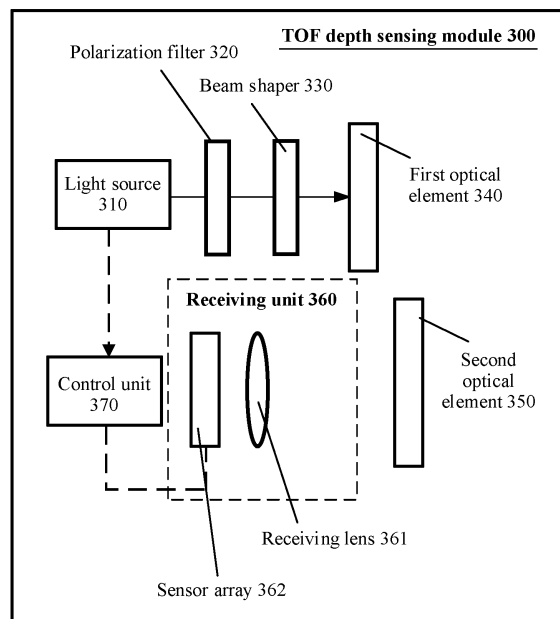 TOF depth sensing module 300
Polarization filter 320
Beam shaper 330
Light source
310
First optical
element 340
Receiving unit 360
Control unit
370
Second
optical
element 350
Receiving lens 361
Sensor array 362